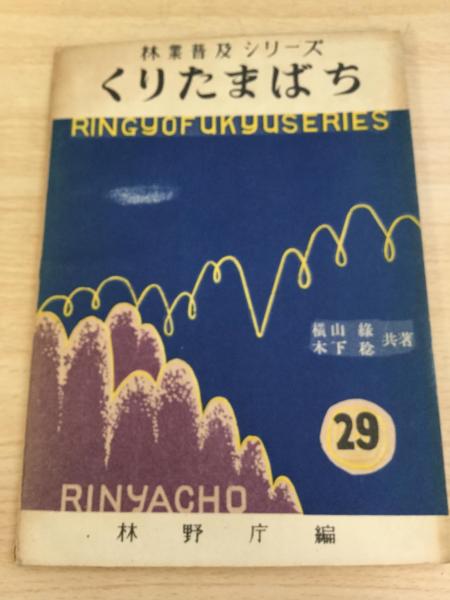 林業普及シリーズ
くりたまばち
RINGYOFUKYUSERIES
横山 緑
木下 稔 共著
29
RINYACHO
林野庁編